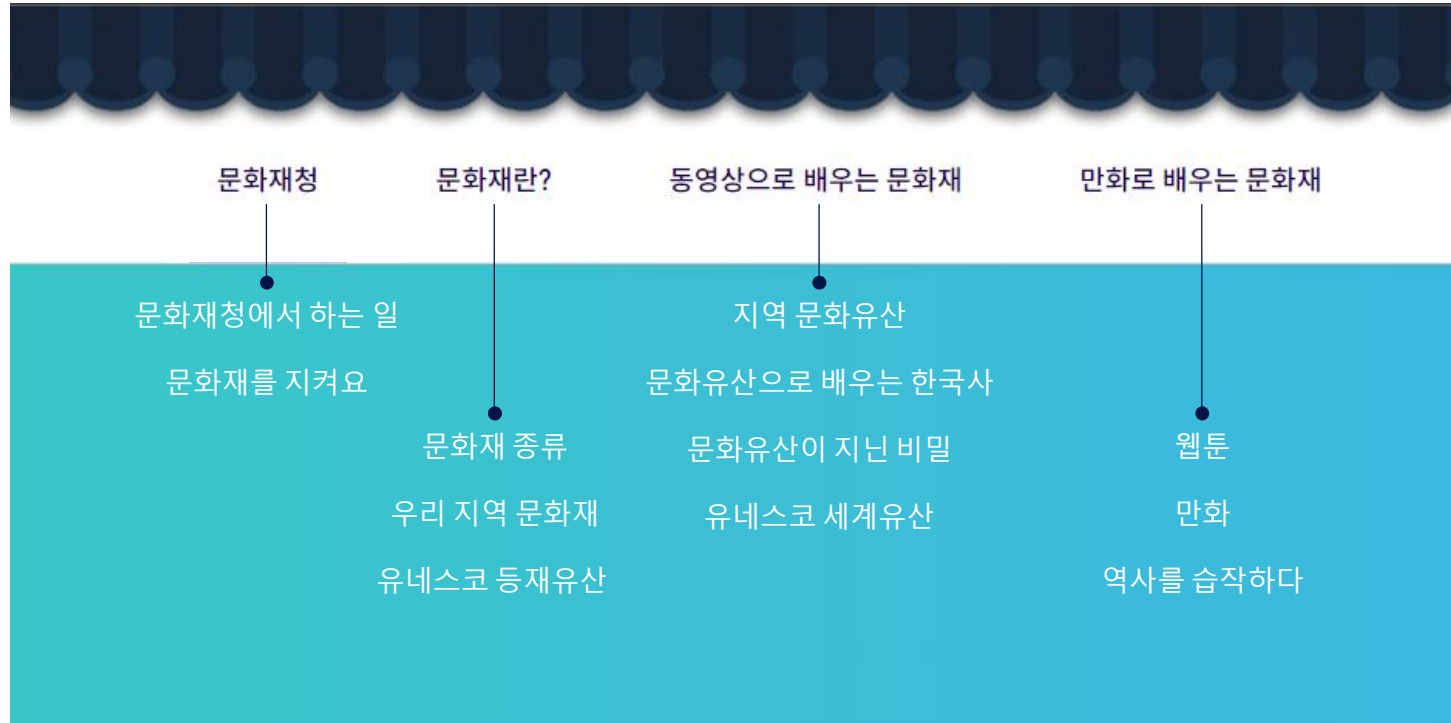 문화재청
문화재란?
동영상으로 배우는 문화재
만화로 배우는 문화재
문화재청에서 하는 일
문화재를 지켜요
문화재 종류
우리 지역 문화재
유네스코 등재유산
지역 문화유산
문화유산으로 배우는 한국사
문화유산이 지닌 비밀
유네스코 세계유산
웹툰
만화
역사를 습작하다